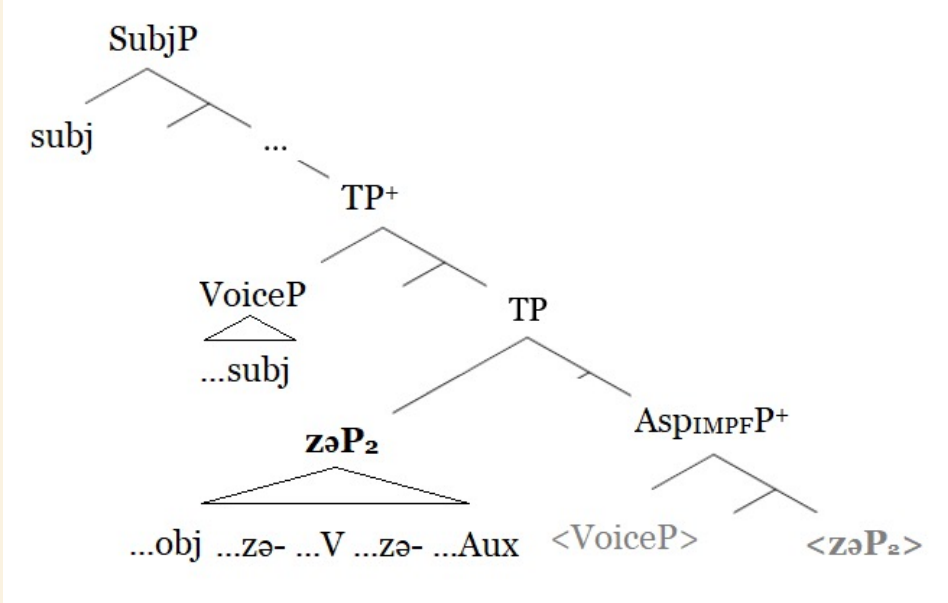 SubjP
subj
...
TP⁺
VoiceP
TP
...subj
AspIMPFP⁺
zəP₂
...obj ...zə- ...V ...zə- ...Aux <VoiceP> <zəP₂>